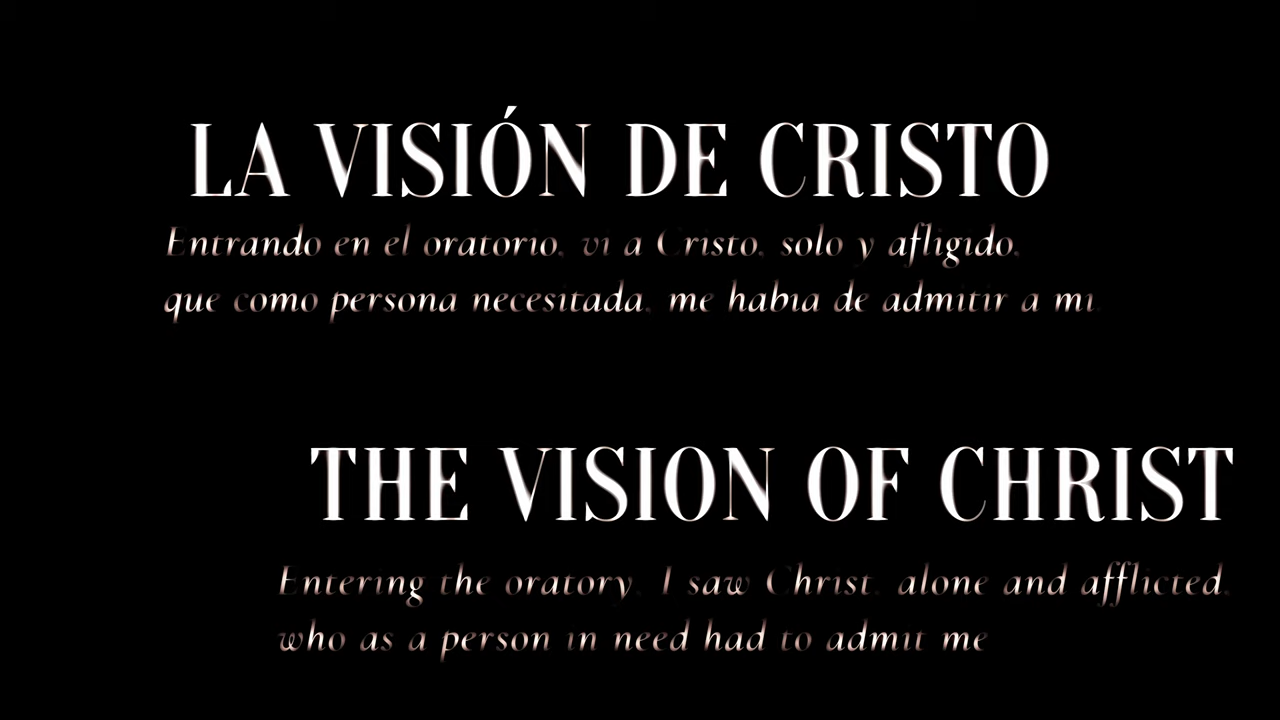 LA VISIÓN DE CRISTO
Entrando en el oratorio, vi a Cristo, solo y afligido,
que como persona necesitada, me había de admitir a mi.
THE VISION OF CHRIST
Entering the oratory, I saw Christ, alone and afflicted,
who as a person in need had to admit me